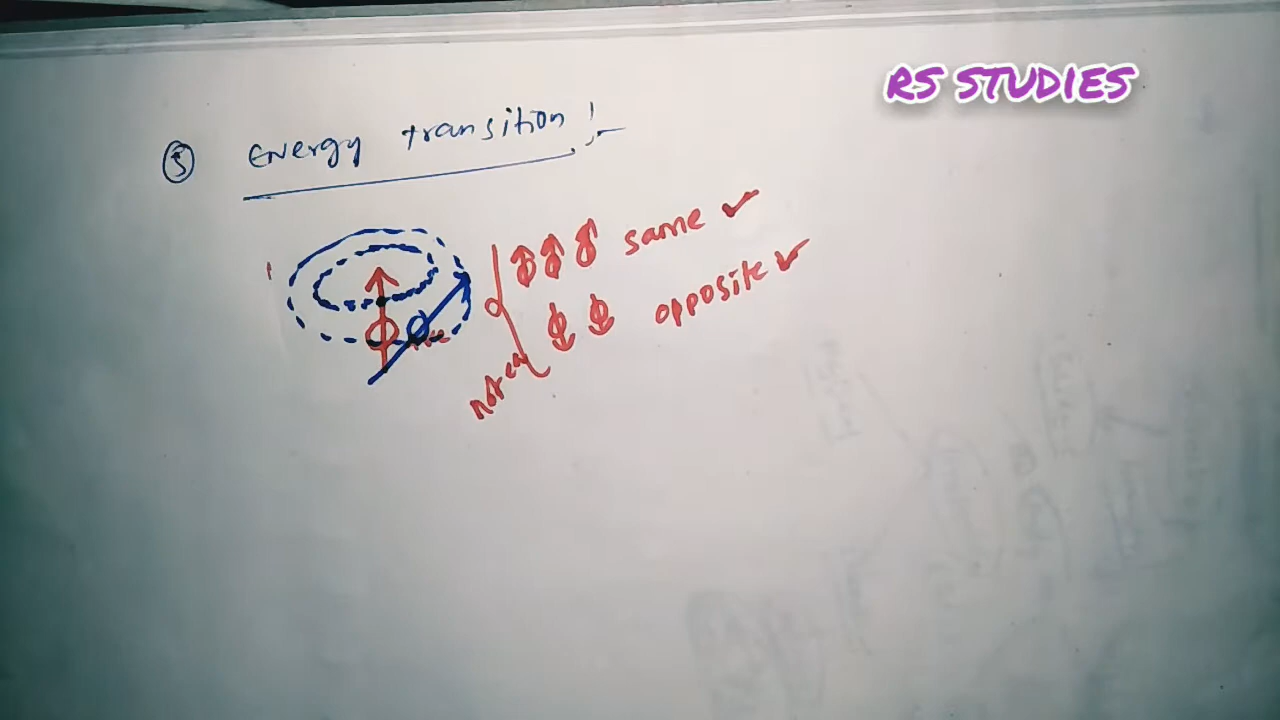 RS STUDIES
⑤ Energy transition :-
same ✓
opposite ✓